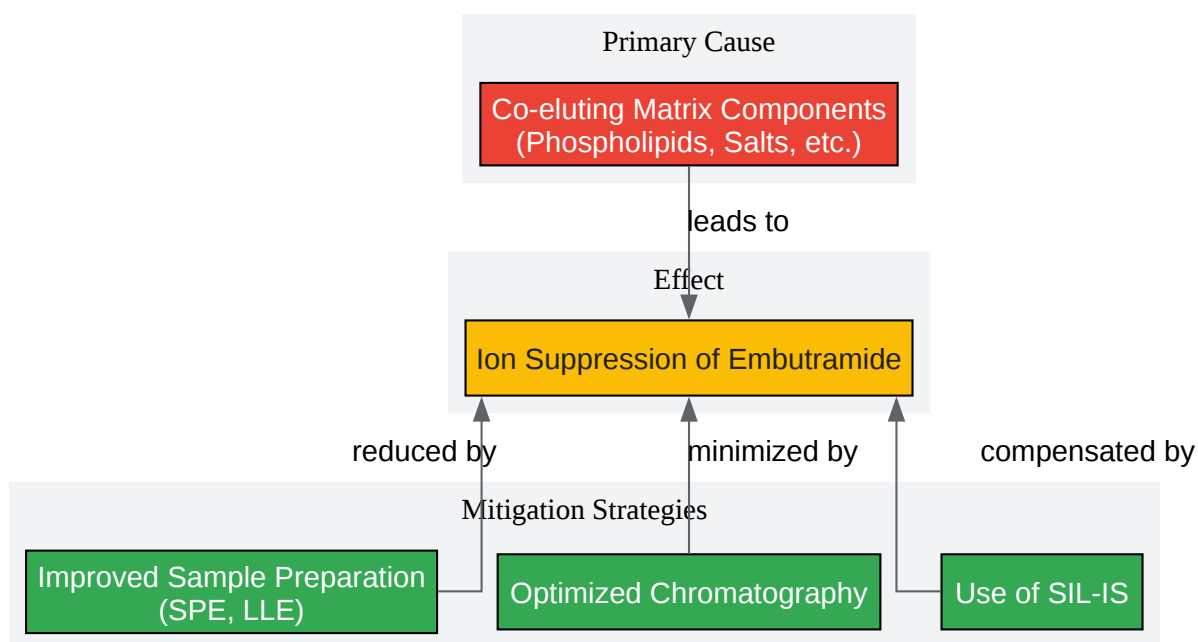 Primary Cause
Co-eluting Matrix Components
(Phospholipids, Salts, etc.)
leads to
Effect
Ion Suppression of Embutramide
reduced by
minimized by
compensated by
Mitigation Strategies
Improved Sample Preparation
(SPE, LLE)
Optimized Chromatography
Use of SIL-IS